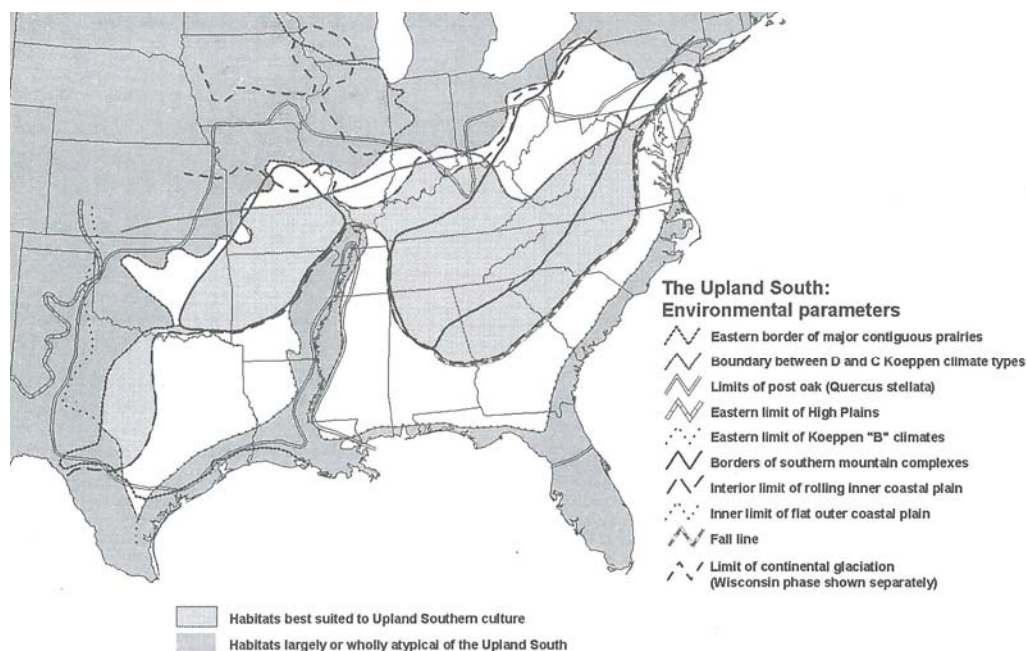 The Upland South:
Environmental parameters
Eastern border of major contiguous prairies
Boundary between D and C Koeppen climate types
Limits of post oak (Quercus stellata)
Eastern limit of High Plains
Eastern limit of Koeppen "B" climates
Borders of southern mountain complexes
Interior limit of rolling inner coastal plain
Inner limit of flat outer coastal plain
Fall line
Limit of continental glaciation
(Wisconsin phase shown separately)
Habitats best suited to Upland Southern culture
Habitats largely or wholly atypical of the Upland South